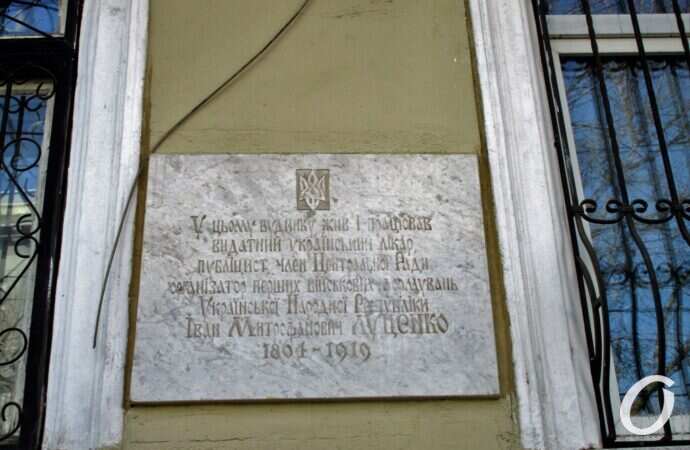 У цьому будинку жив і працював
видатний український лікар,
публіцист, член Центральної Ради
організатор перших військових формувань
Української Народної Республіки
Іван Митрофанович Луценко
1864-1919